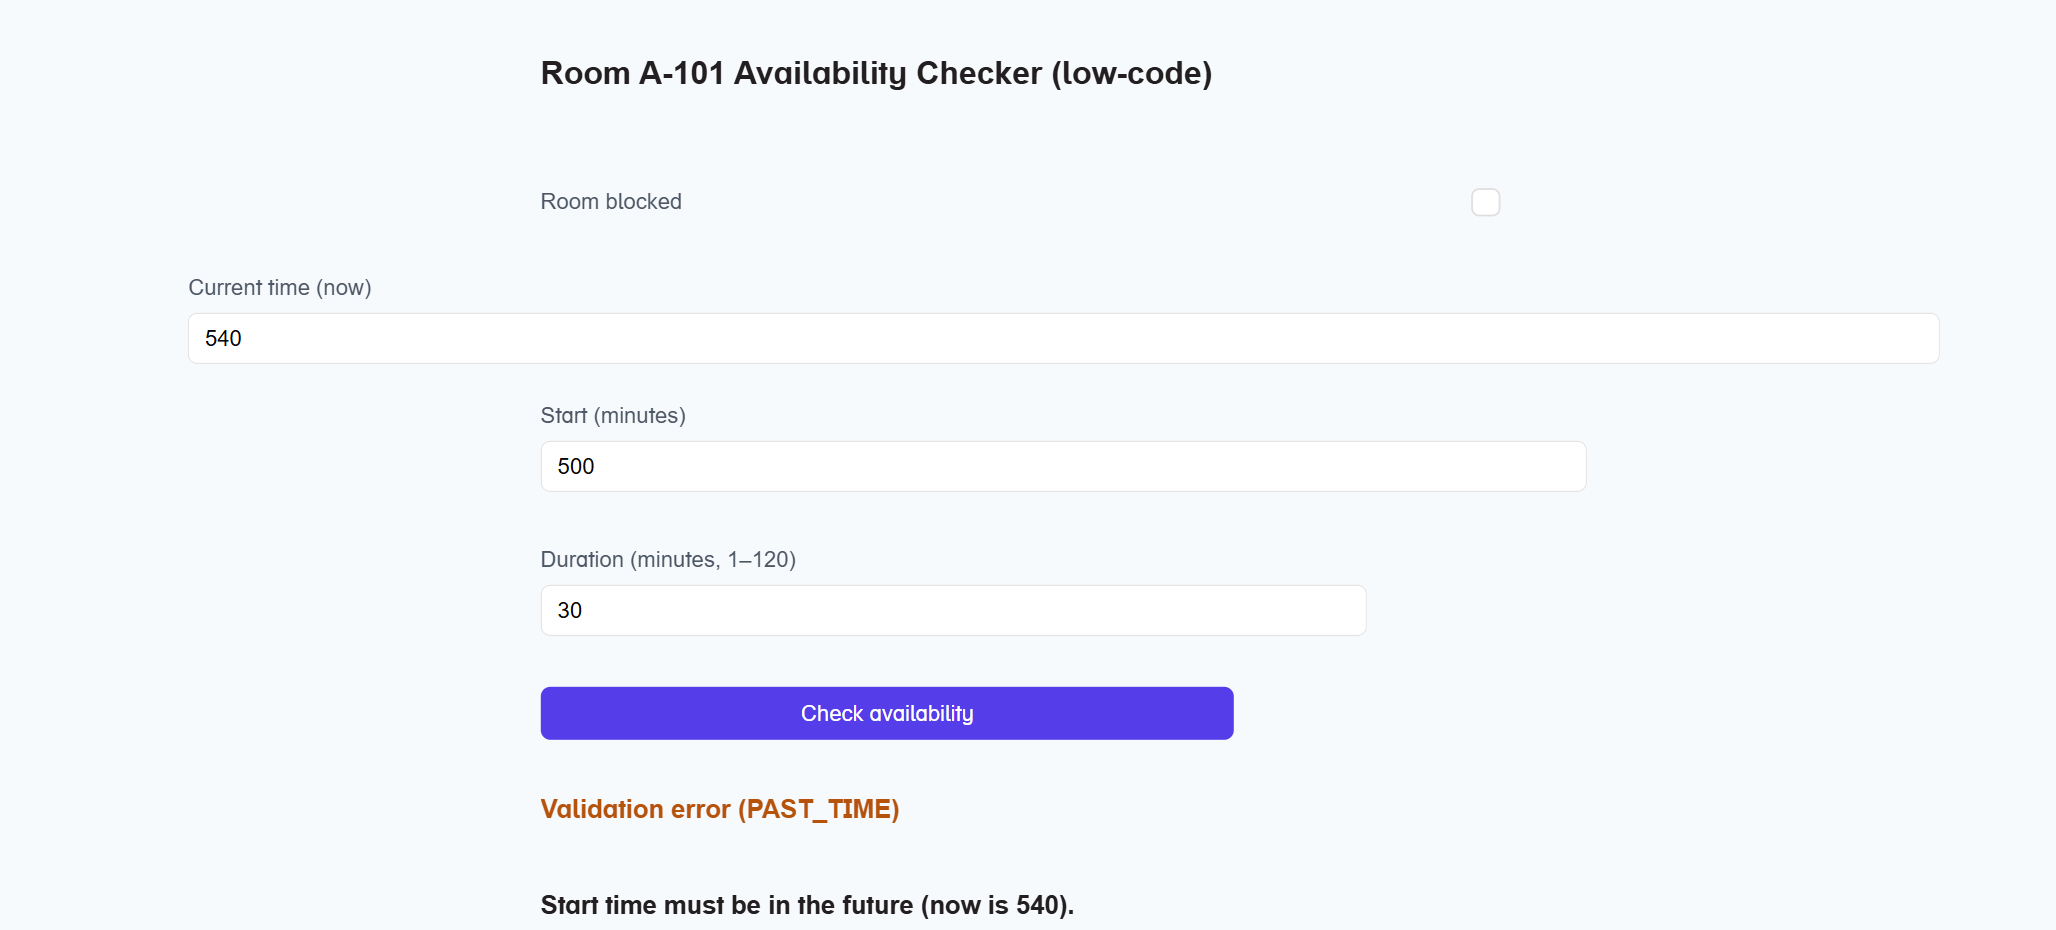 Room A-101 Availability Checker (low-code)
Room blocked
Current time (now)
540
Start (minutes)
500
Duration (minutes, 1–120)
30
Check availability
Validation error (PAST_TIME)
Start time must be in the future (now is 540).